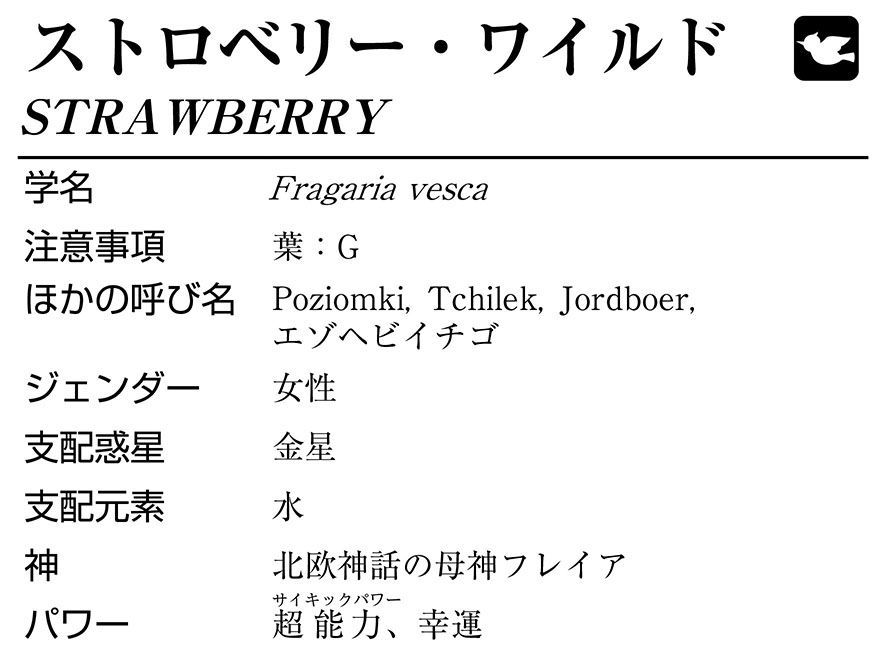 ストロベリー・ワイルド
STRAWBERRY
学名 Fragaria vesca
注意事項 葉：G
ほかの呼び名 Poziomki, Tchilek, Jordboer,
エゾヘビイチゴ
ジェンダー 女性
支配惑星 金星
支配元素 水
神 北欧神話の母神フレイア
サイキックパワー
パワー 超能力、幸運